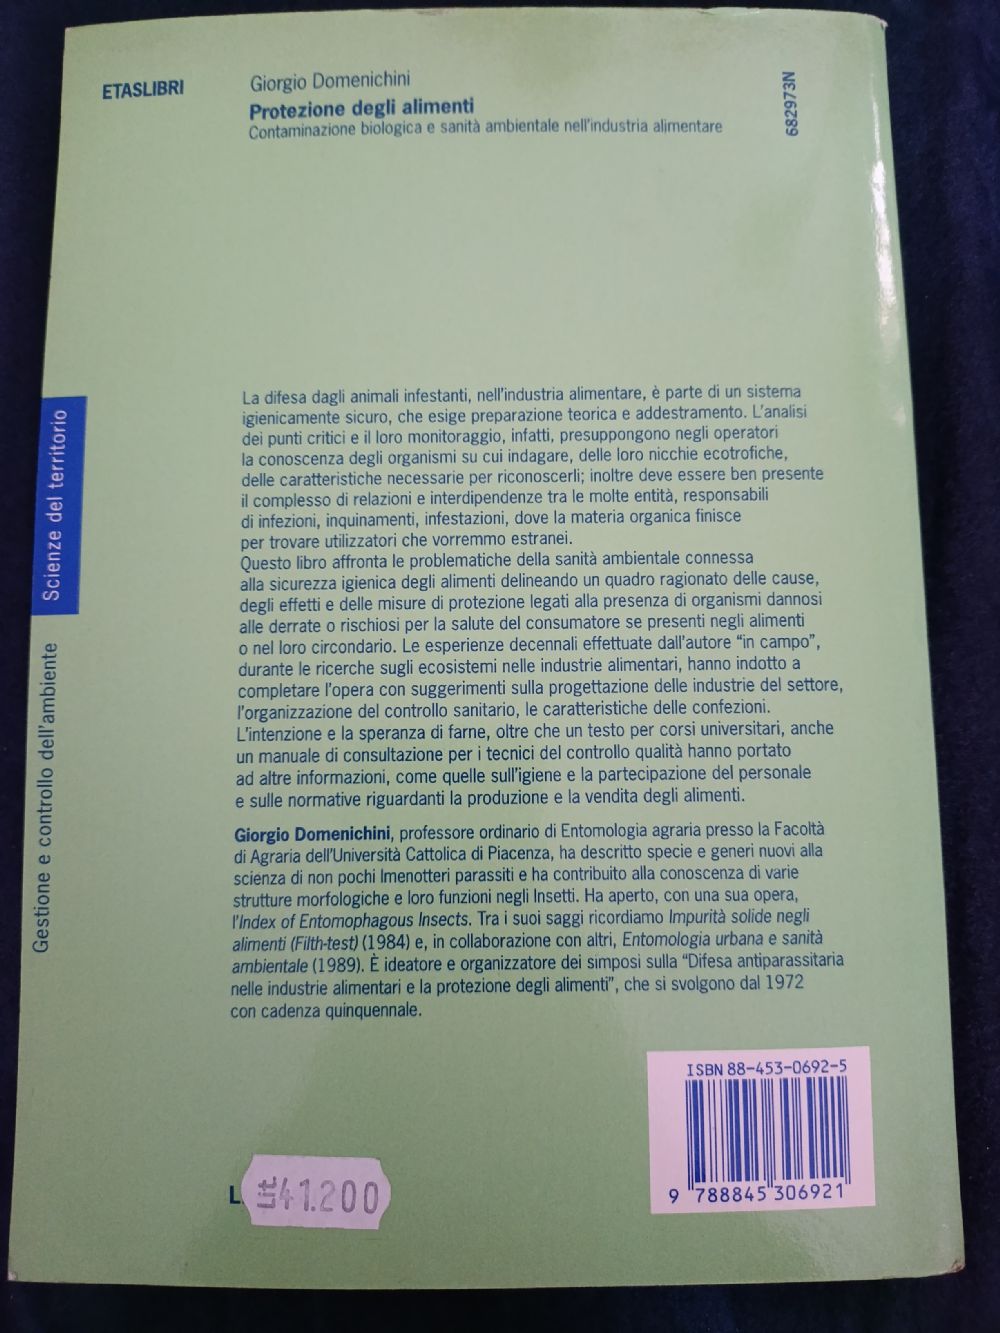 ETASLIBRI
Giorgio Domenichini
Protezione degli alimenti
Contaminazione biologica e sanità ambientale nell'industria alimentare
682973N
La difesa dagli animali infestanti, nell'industria alimentare, è parte di un sistema
igienicamente sicuro, che esige preparazione teorica e addestramento. L'analisi
dei punti critici e il loro monitoraggio, infatti, presuppongono negli operatori
la conoscenza degli organismi su cui indagare, delle loro nicchie ecotrofiche,
delle caratteristiche necessarie per riconoscerli; inoltre deve essere ben presente
il complesso di relazioni e interdipendenze tra le molte entità, responsabili
di infezioni, inquinamenti, infestazioni, dove la materia organica finisce
per trovare utilizzatori che vorremmo estranei.
Questo libro affronta le problematiche della sanità ambientale connessa
alla sicurezza igienica degli alimenti delineando un quadro ragionato delle cause,
degli effetti e delle misure di protezione legati alla presenza di organismi dannosi
alle derrate o rischiosi per la salute del consumatore se presenti negli alimenti
o nel loro circondario. Le esperienze decennali effettuate dall'autore "in campo",
durante le ricerche sugli ecosistemi nelle industrie alimentari, hanno indotto a
completare l'opera con suggerimenti sulla progettazione delle industrie del settore,
l'organizzazione del controllo sanitario, le caratteristiche delle confezioni.
L'intenzione e la speranza di farne, oltre che un testo per corsi universitari, anche
un manuale di consultazione per i tecnici del controllo qualità hanno portato
ad altre informazioni, come quelle sull'igiene e la partecipazione del personale
e sulle normative riguardanti la produzione e la vendita degli alimenti.
Giorgio Domenichini, professore ordinario di Entomologia agraria presso la Facoltà
di Agraria dell'Università Cattolica di Piacenza, ha descritto specie e generi nuovi alla
scienza di non pochi Imenotteri parassiti e ha contribuito alla conoscenza di varie
strutture morfologiche e loro funzioni negli Insetti. Ha aperto, con una sua opera,
l'Index of Entomophagous Insects. Tra i suoi saggi ricordiamo Impurità solide negli
alimenti (Filth-test) (1984) e, in collaborazione con altri, Entomologia urbana e sanità
ambientale (1989). È ideatore e organizzatore dei simposi sulla "Difesa antiparassitaria
nelle industrie alimentari e la protezione degli alimenti", che si svolgono dal 1972
con cadenza quinquennale.
Scienze del territorio
Gestione e controllo dell'ambiente
ISBN 88-453-0692-5
9 788845 306921
L.
Lit 41.200